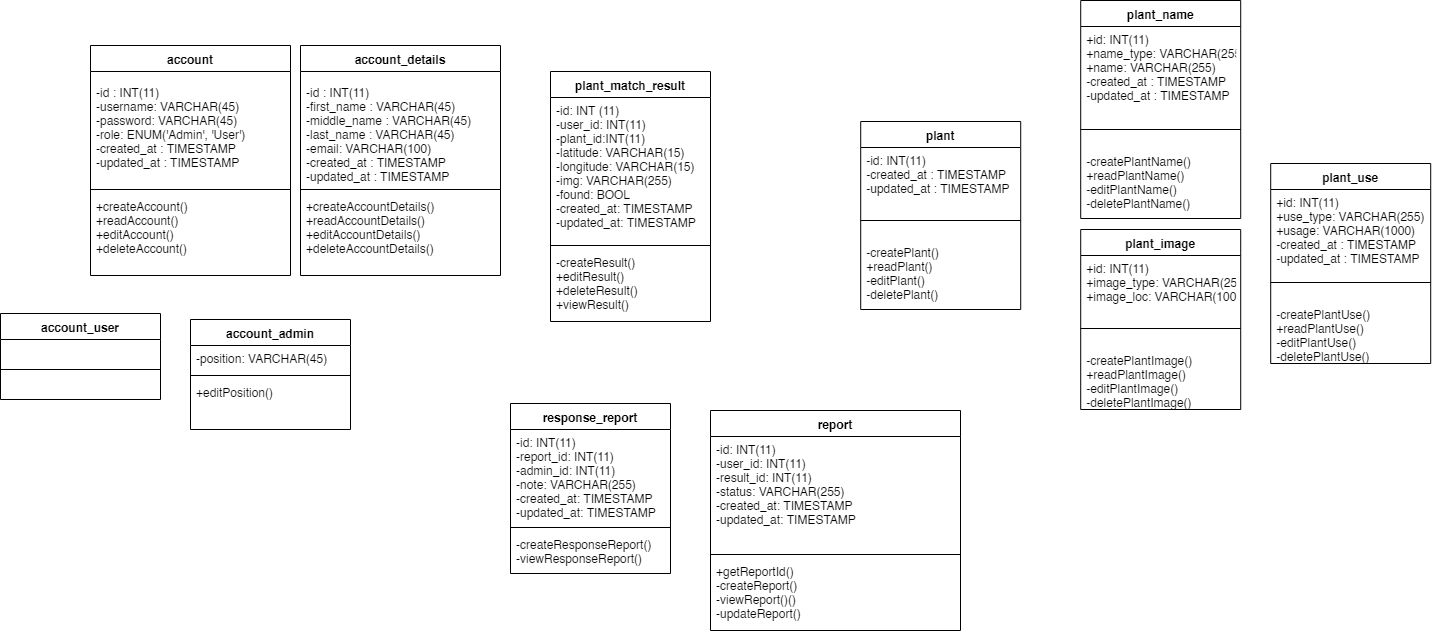 account
-id : INT(11)
-username: VARCHAR(45)
-password: VARCHAR(45)
-role: ENUM('Admin', 'User')
-created_at : TIMESTAMP
-updated_at : TIMESTAMP
+createAccount()
+readAccount()
+editAccount()
+deleteAccount()
account_details
-id : INT(11)
-first_name : VARCHAR(45)
-middle_name : VARCHAR(45)
-last_name : VARCHAR(45)
-email: VARCHAR(100)
-created_at : TIMESTAMP
-updated_at : TIMESTAMP
+createAccountDetails()
+readAccountDetails()
+editAccountDetails()
+deleteAccountDetails()
plant_match_result
-id: INT (11)
-user_id: INT(11)
-plant_id:INT(11)
-latitude: VARCHAR(15)
-longitude: VARCHAR(15)
-img: VARCHAR(255)
-found: BOOL
-created_at: TIMESTAMP
-updated_at: TIMESTAMP
-createResult()
+editResult()
+deleteResult()
+viewResult()
plant
-id: INT(11)
-created_at : TIMESTAMP
-updated_at : TIMESTAMP
-createPlant()
+readPlant()
-editPlant()
-deletePlant()
plant_name
+id: INT(11)
+name_type: VARCHAR(255
+name: VARCHAR(255)
-created_at : TIMESTAMP
-updated_at : TIMESTAMP
-createPlantName()
+readPlantName()
-editPlantName()
-deletePlantName()
plant_use
+id: INT(11)
+use_type: VARCHAR(255)
+usage: VARCHAR(1000)
-created_at : TIMESTAMP
-updated_at : TIMESTAMP
-createPlantUse()
+readPlantUse()
-editPlantUse()
-deletePlantUse()
plant_image
+id: INT(11)
+image_type: VARCHAR(25
+image_loc: VARCHAR(100
-createPlantImage()
+readPlantImage()
-editPlantImage()
-deletePlantImage()
account_user
account_admin
-position: VARCHAR(45)
+editPosition()
response_report
-id: INT(11)
-report_id: INT(11)
-admin_id: INT(11)
-note: VARCHAR(255)
-created_at: TIMESTAMP
-updated_at: TIMESTAMP
-createResponseReport()
-viewResponseReport()
report
-id: INT(11)
-user_id: INT(11)
-result_id: INT(11)
-status: VARCHAR(255)
-created_at: TIMESTAMP
-updated_at: TIMESTAMP
+getReportId()
-createReport()
-viewReport()()
-updateReport()